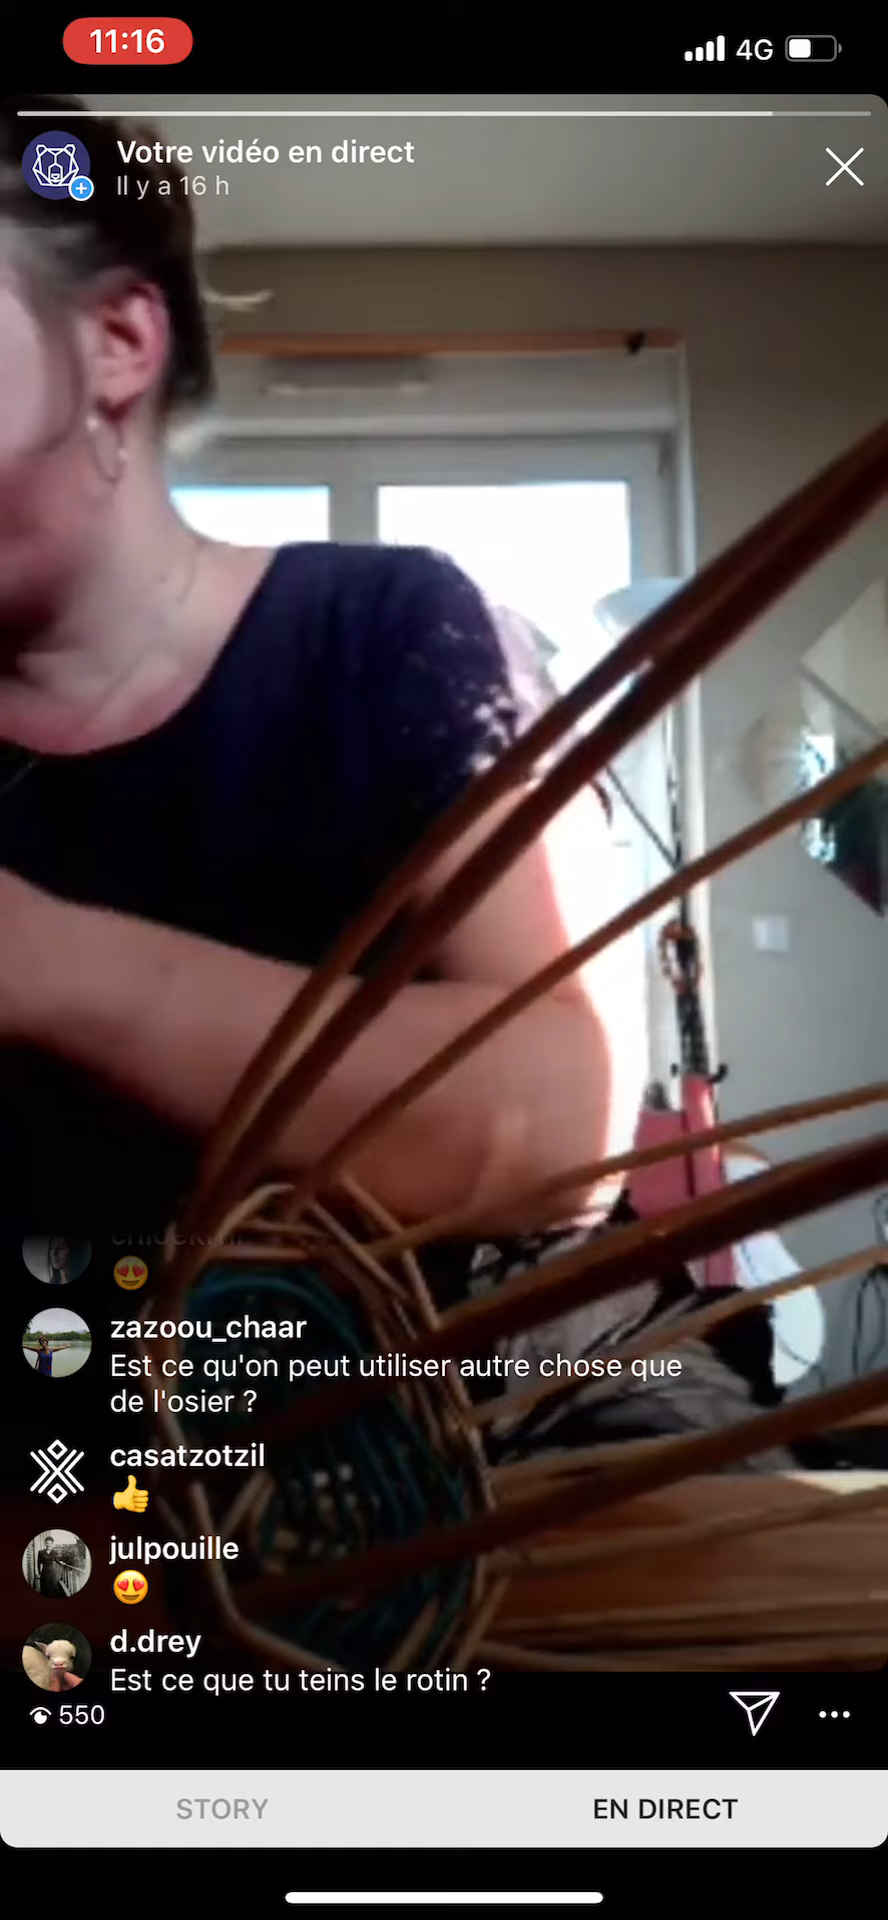 11:16
4G
Votre vidéo en direct
Il y a 16 h
zazoou_chaar
Est ce qu'on peut utiliser autre chose que
de l'osier ?
casatzotzil
julpouille
d.drey
Est ce que tu teins le rotin ?
550
STORY
EN DIRECT